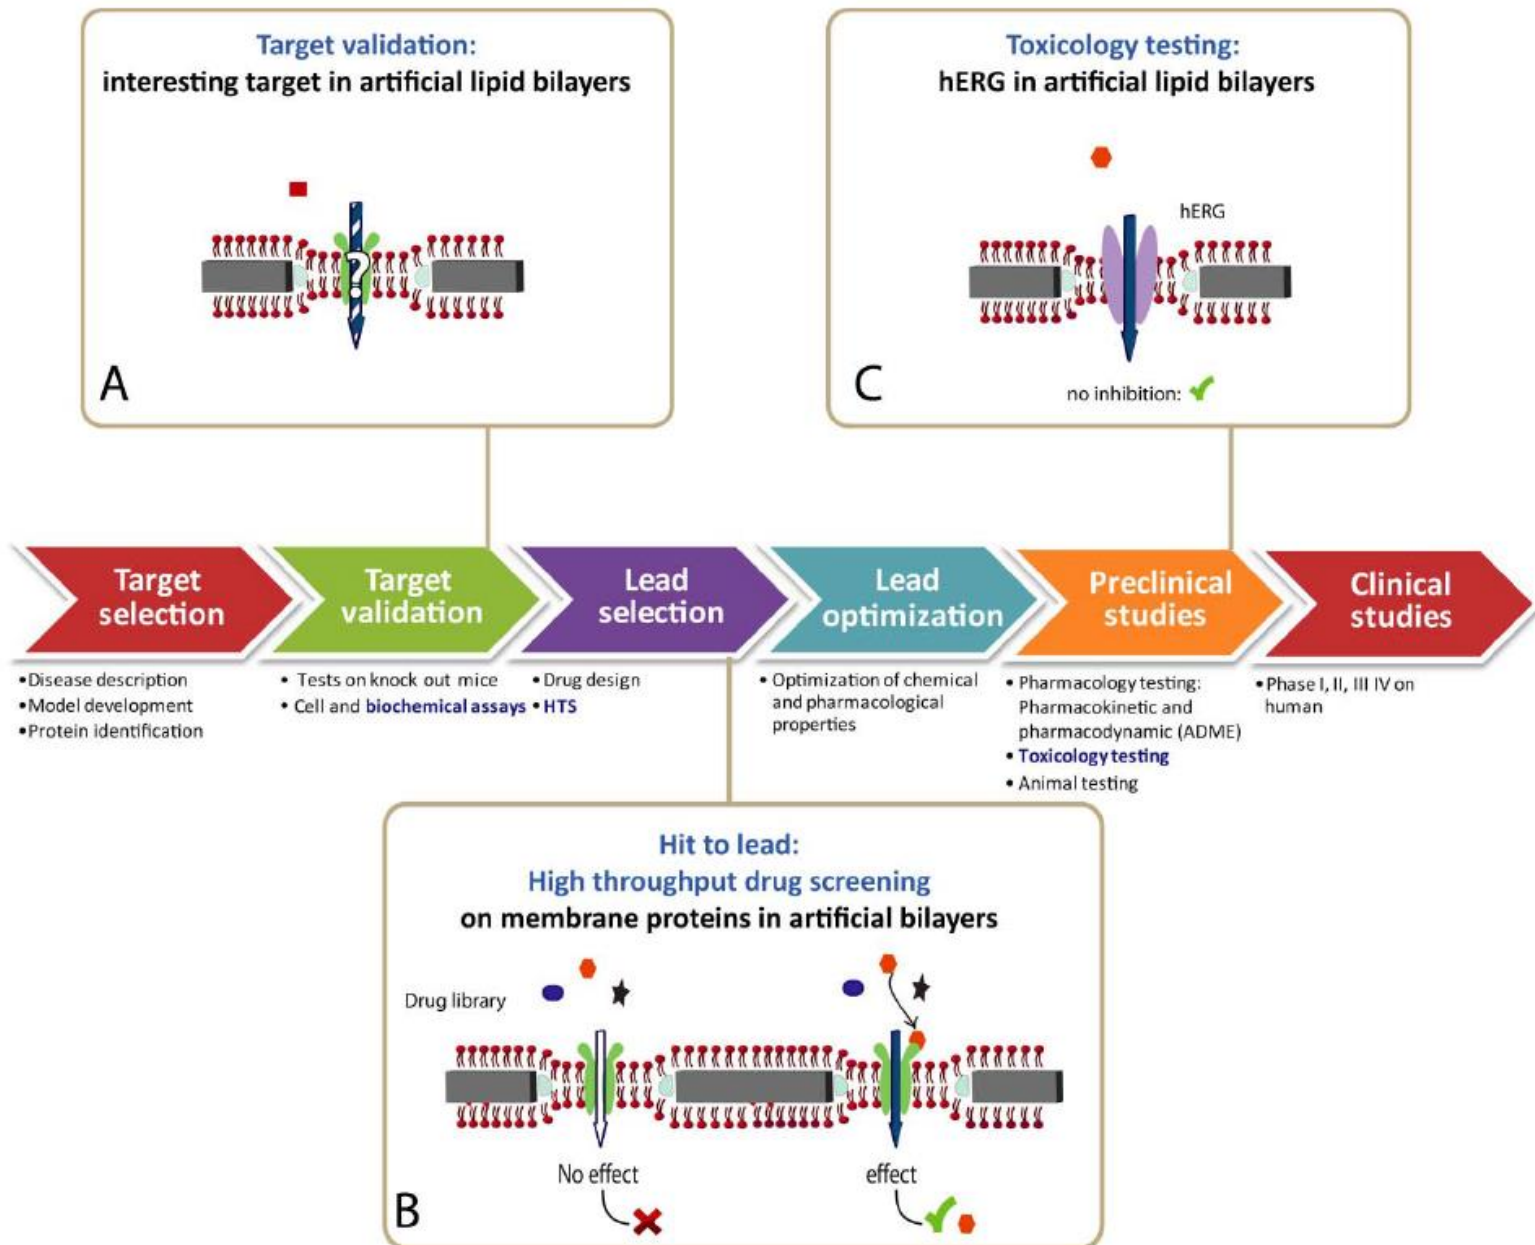 Target validation:
interesting target in artificial lipid bilayers
?
A
Toxicology testing:
hERG in artificial lipid bilayers
hERG
C
no inhibition:
Target
selection
Target
validation
Lead
selection
Lead
optimization
Preclinical
studies
Clinical
studies
•Disease description
•Model development
•Protein identification
• Tests on knock out mice
• Cell and biochemical assays
•Drug design
•HTS
• Optimization of chemical
and pharmacological
properties
• Pharmacology testing:
Pharmacokinetic and
pharmacodynamic (ADME)
• Toxicology testing
• Animal testing
•Phase I, II, III IV on
human
Hit to lead:
High throughput drug screening
on membrane proteins in artificial bilayers
Drug library
No effect
effect
B